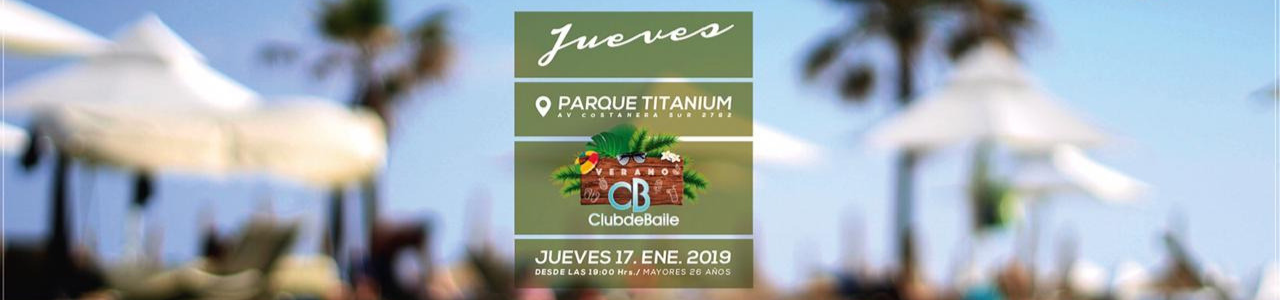 Jueves
PARQUE TITANIUM
AV COSTANERA SUR 2782
VERANO
CB
ClubdeBaile
JUEVES 17. ENE. 2019
DESDE LAS 19:00 Hrs./ MAYORES 26 AÑOS